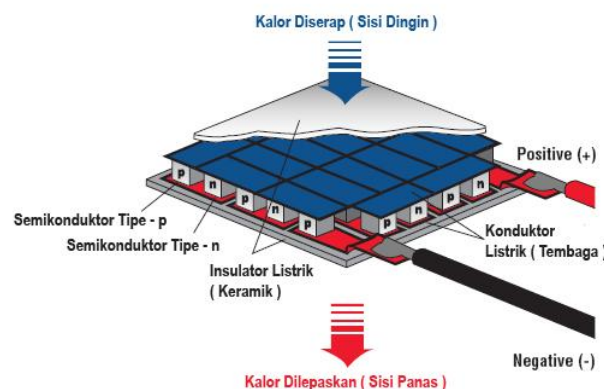 Kalor Diserap ( Sisi Dingin )
Positive (+)
p
n
p
n
p
p
n
p
n
Semikonduktor Tipe - p
Semikonduktor Tipe - n
Insulator Listrik
( Keramik )
Konduktor
Listrik ( Tembaga )
Negative (-)
Kalor Dilepaskan ( Sisi Panas )